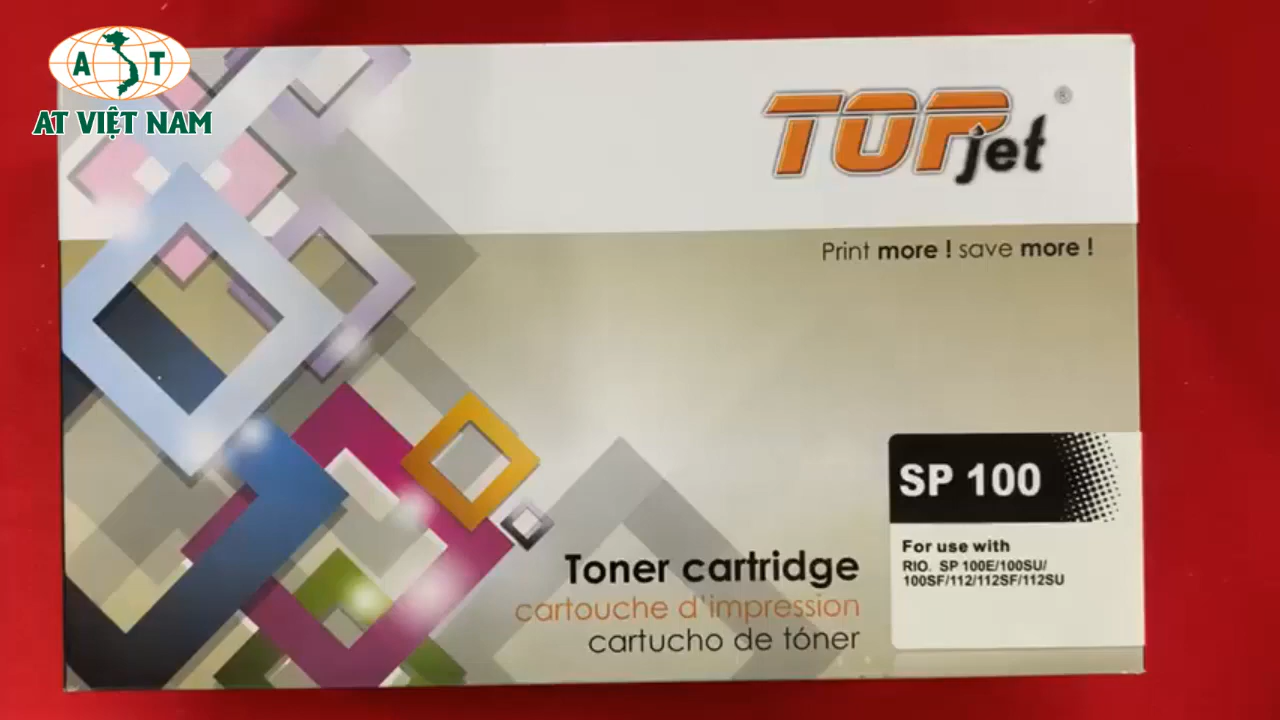 A T
AT VIỆT NAM
TOPjet ®
Print more ! save more !
SP 100
For use with
RIO. SP 100E/100SU/
100SF/112/112SF/112SU
Toner cartridge
cartouche d'impression
cartucho de tóner